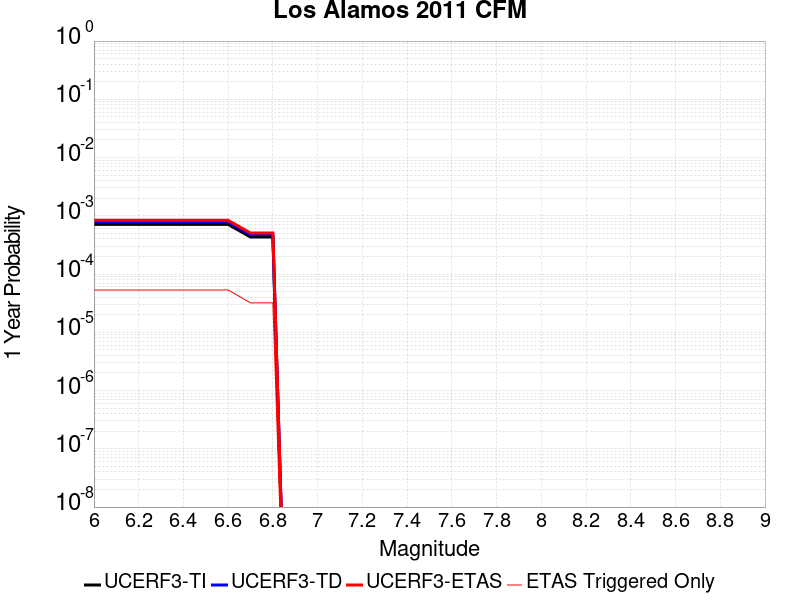 Los Alamos 2011 CFM
10^0
10^-1
10^-2
10^-3
10^-4
10^-5
10^-6
10^-7
10^-8
1 Year Probability
6 6.2 6.4 6.6 6.8 7 7.2 7.4 7.6 7.8 8 8.2 8.4 8.6 8.8 9
Magnitude
UCERF3-TI UCERF3-TD UCERF3-ETAS ETAS Triggered Only